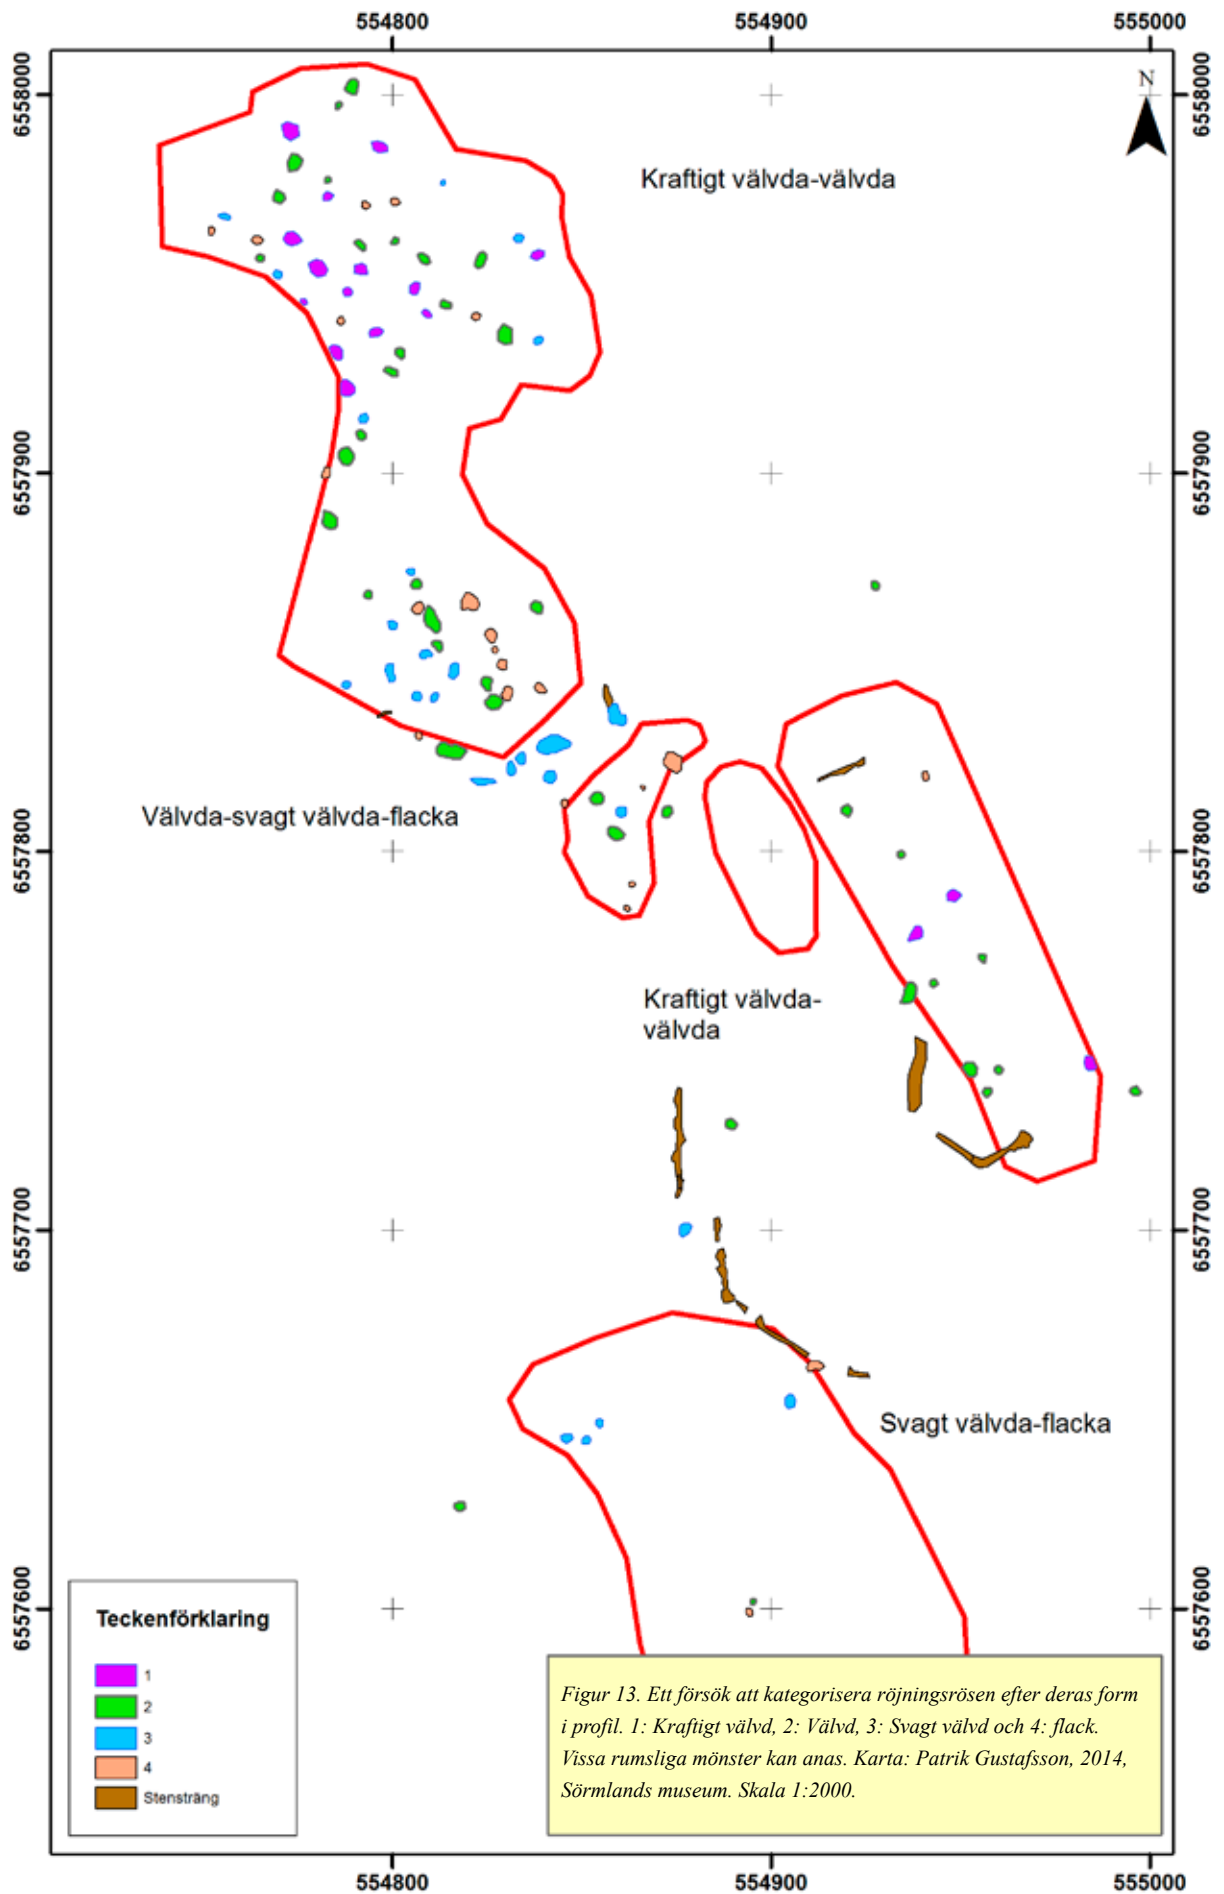 554800
554900
555000
6558000
6558000
N
Kraftigt välvda-välvda
6557900
6557900
Välvda-svagt välvda-flacka
6557800
6557800
Kraftigt välvda-
välvda
6557700
6557700
Svagt välvda-flacka
6557600
6557600
Teckenförklaring
1
2
3
4
Stensträng
Figur 13. Ett försök att kategorisera röjningsrösen efter deras form
i profil. 1: Kraftigt välvd, 2: Välvd, 3: Svagt välvd och 4: flack.
Vissa rumsliga mönster kan anas. Karta: Patrik Gustafsson, 2014,
Sörmlands museum. Skala 1:2000.
554800
554900
555000